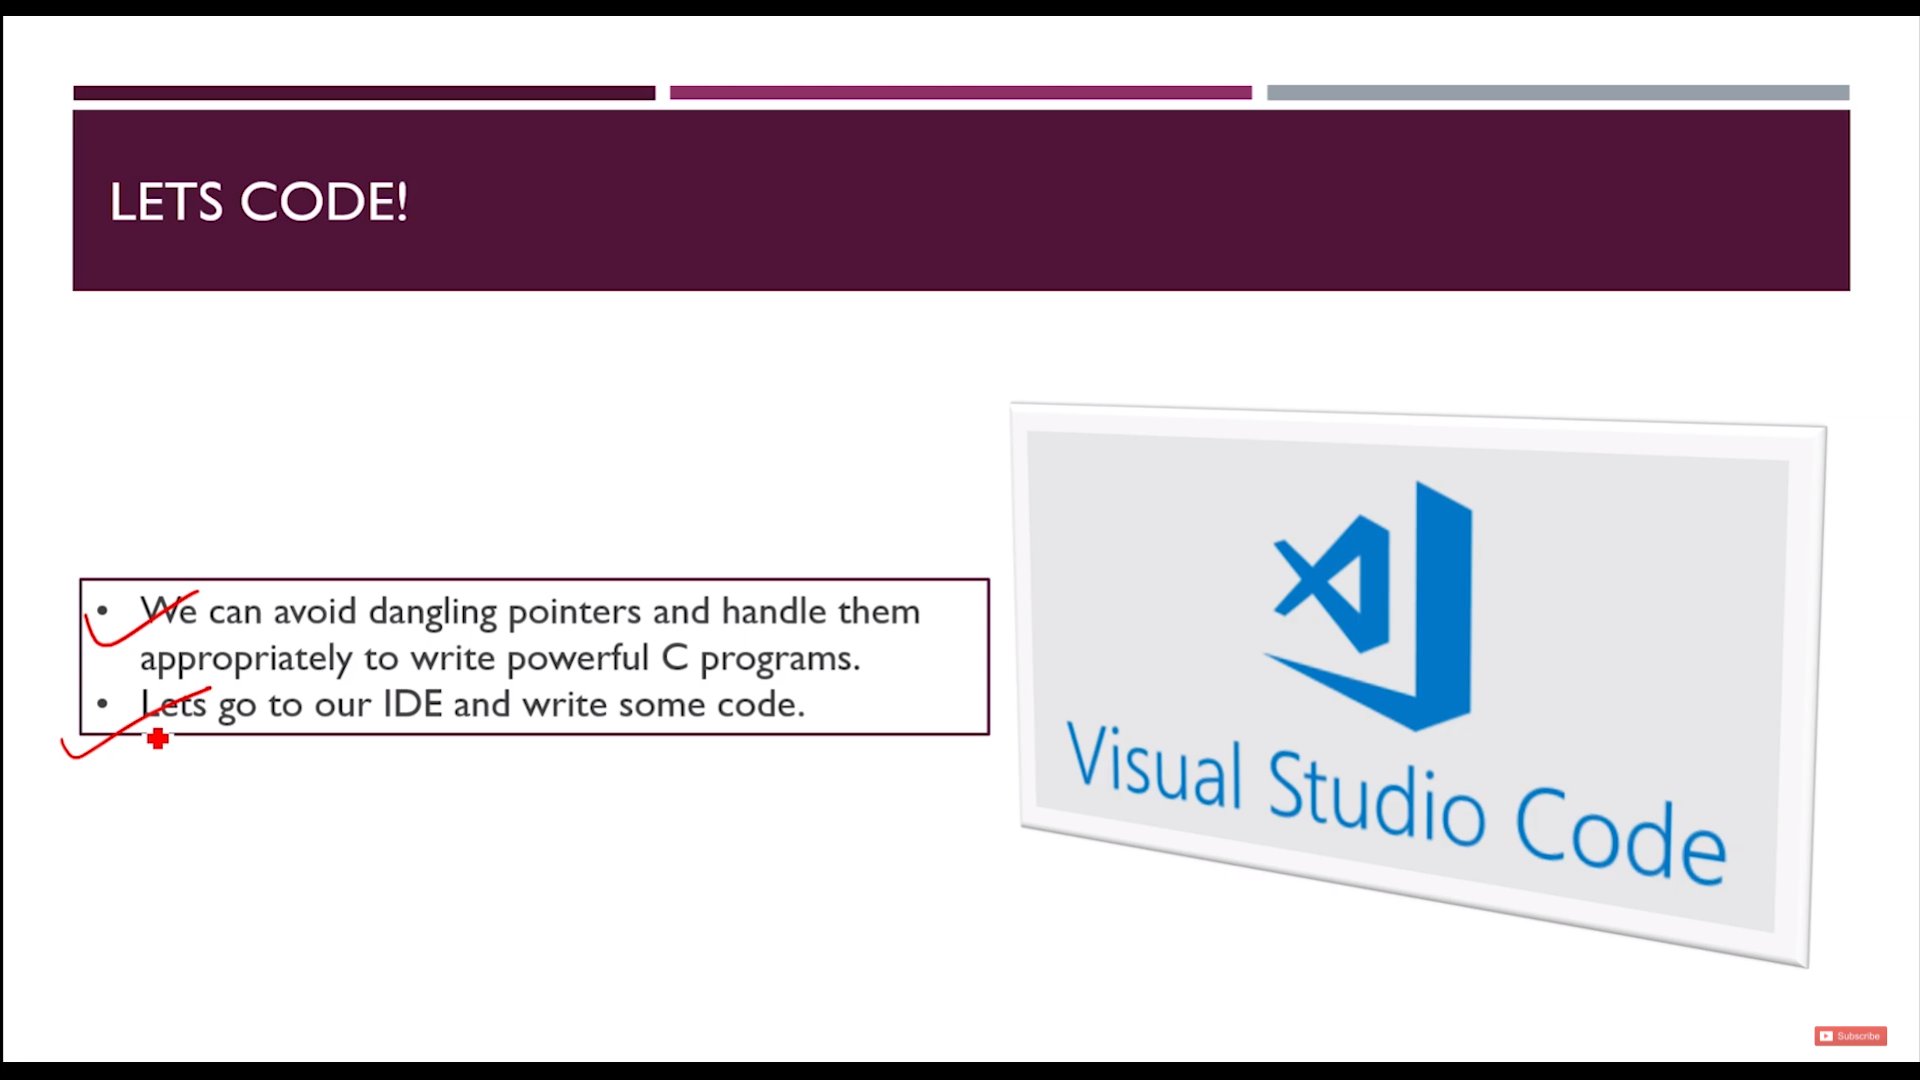 LETS CODE!
• We can avoid dangling pointers and handle them
appropriately to write powerful C programs.
• Lets go to our IDE and write some code.
Visual Studio Code
Subscribe